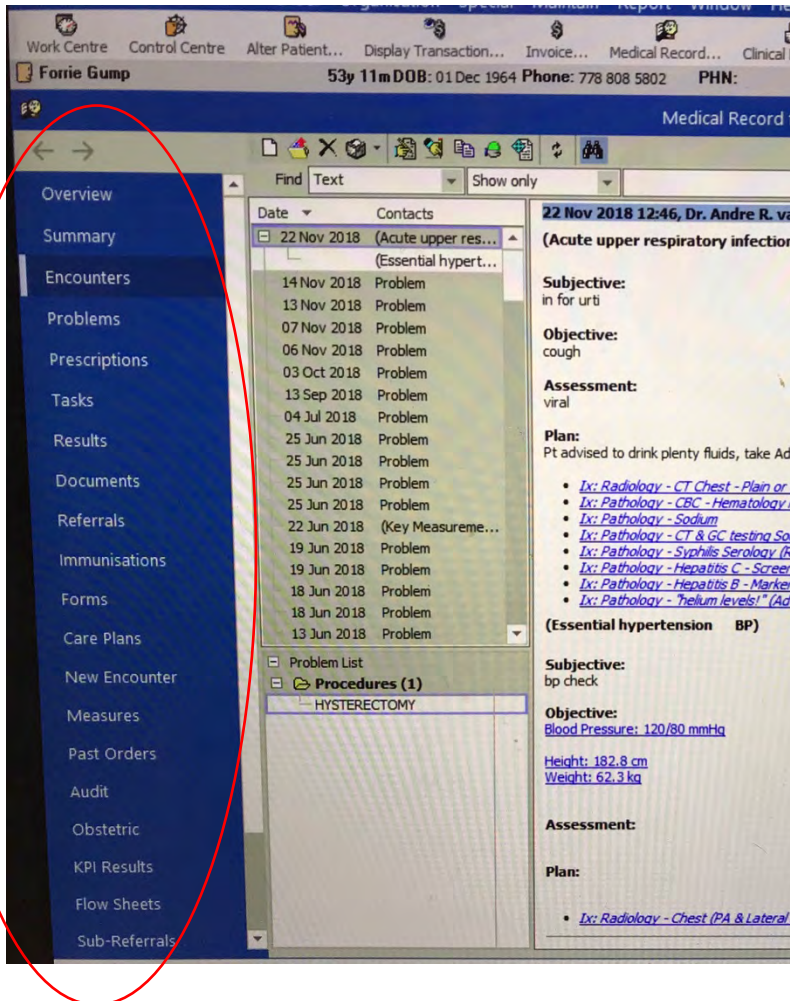 Work Centre Control Centre Alter Patient... Display Transaction... Invoice... Medical Record... Clinical
Forrie Gump 53y 11m DOB: 01 Dec 1964 Phone: 778 808 5802 PHN:
Medical Record
Overview
Summary
Encounters
Problems
Prescriptions
Tasks
Results
Documents
Referrals
Immunisations
Forms
Care Plans
New Encounter
Measures
Past Orders
Audit
Obstetric
KPI Results
Flow Sheets
Sub-Referrals
Find Text Show only
Date Contacts
22 Nov 2018 (Acute upper res...
(Essential hypert...
14 Nov 2018 Problem
13 Nov 2018 Problem
07 Nov 2018 Problem
06 Nov 2018 Problem
03 Oct 2018 Problem
13 Sep 2018 Problem
04 Jul 2018 Problem
25 Jun 2018 Problem
25 Jun 2018 Problem
25 Jun 2018 Problem
25 Jun 2018 Problem
22 Jun 2018 (Key Measureme...
19 Jun 2018 Problem
19 Jun 2018 Problem
18 Jun 2018 Problem
18 Jun 2018 Problem
13 Jun 2018 Problem
Problem List
Procedures (1)
HYSTERECTOMY
22 Nov 2018 12:46, Dr. Andre R. va
(Acute upper respiratory infection
Subjective:
in for urti
Objective:
cough
Assessment:
viral
Plan:
Pt advised to drink plenty fluids, take Ad
Ix: Radiology - CT Chest - Plain or
Ix: Pathology - CBC - Hematology
Ix: Pathology - Sodium
Ix: Pathology - CT & GC testing So
Ix: Pathology - Syphilis Serology (R
Ix: Pathology - Hepatitis C - Screen
Ix: Pathology - Hepatitis B - Marker
Ix: Pathology - "helium levels!" (Ad
(Essential hypertension BP)
Subjective:
bp check
Objective:
Blood Pressure: 120/80 mmHg
Height: 182.8 cm
Weight: 62.3 kg
Assessment:
Plan:
Ix: Radiology - Chest (PA & Lateral